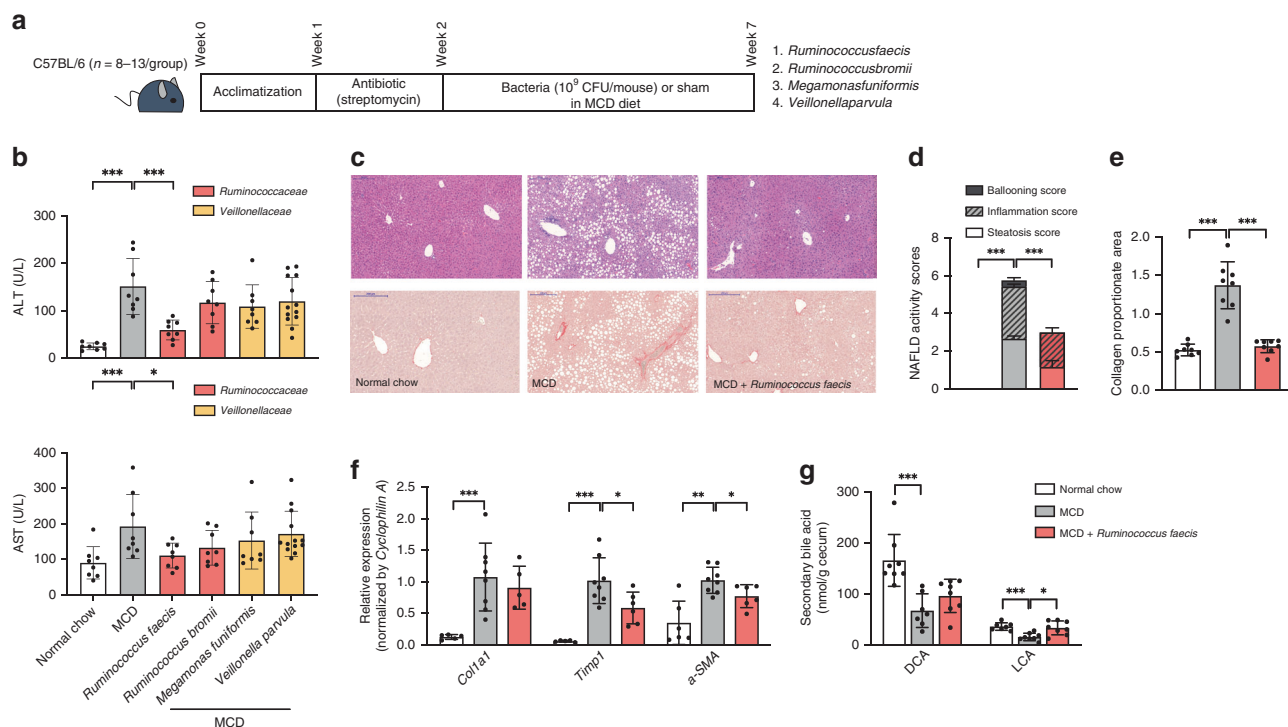 a
C57BL/6 (n = 8–13/group)
Week 0
Week 1
Week 2
Week 7
Acclimatization
Antibiotic
(streptomycin)
Bacteria (10⁹ CFU/mouse) or sham
in MCD diet
1. Ruminococcusfaecis
2. Ruminococcusbromii
3. Megamonasfuniformis
4. Veillonellaparvula
b
*** ***
Ruminococcaceae
Veillonellaceae
ALT (U/L)
300
200
100
0
*** *
Ruminococcaceae
Veillonellaceae
AST (U/L)
400
300
200
100
0
Normal chow
MCD
Ruminococcus faecis
Ruminococcus bromii
Megamonas funiformis
Veillonella parvula
MCD
c
Normal chow
MCD
MCD + Ruminococcus faecis
d
Ballooning score
Inflammation score
Steatosis score
*** ***
NAFLD acitivity scores
8
6
4
2
0
e
*** ***
Collagen proportionate area
2.0
1.5
1.0
0.5
0.0
f
Relative expression
(normalized by Cyclophilin A)
2.5
2.0
1.5
1.0
0.5
0.0
***
*** *
** *
Col1a1
Timp1
a-SMA
g
Normal chow
MCD
MCD + Ruminococcus faecis
Secondary bile acid
(nmol/g cecum)
300
200
100
0
***
*** *
DCA
LCA